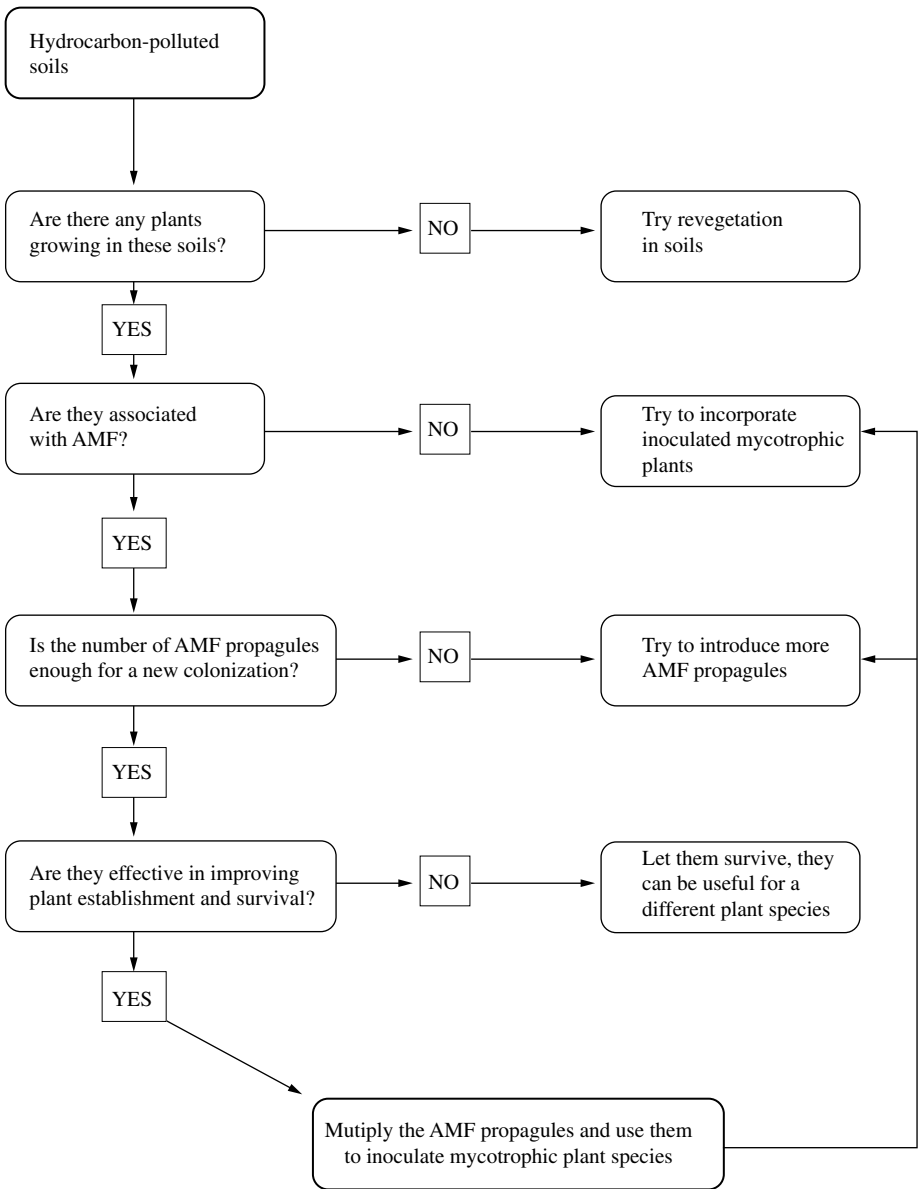 Hydrocarbon-polluted
soils
Are there any plants
growing in these soils?
NO
Try revegetation
in soils
YES
Are they associated
with AMF?
NO
Try to incorporate
inoculated mycotrophic
plants
YES
Is the number of AMF propagules
enough for a new colonization?
NO
Try to introduce more
AMF propagules
YES
Are they effective in improving
plant establishment and survival?
NO
Let them survive, they
can be useful for a
different plant species
YES
Mutiply the AMF propagules and use them
to inoculate mycotrophic plant species